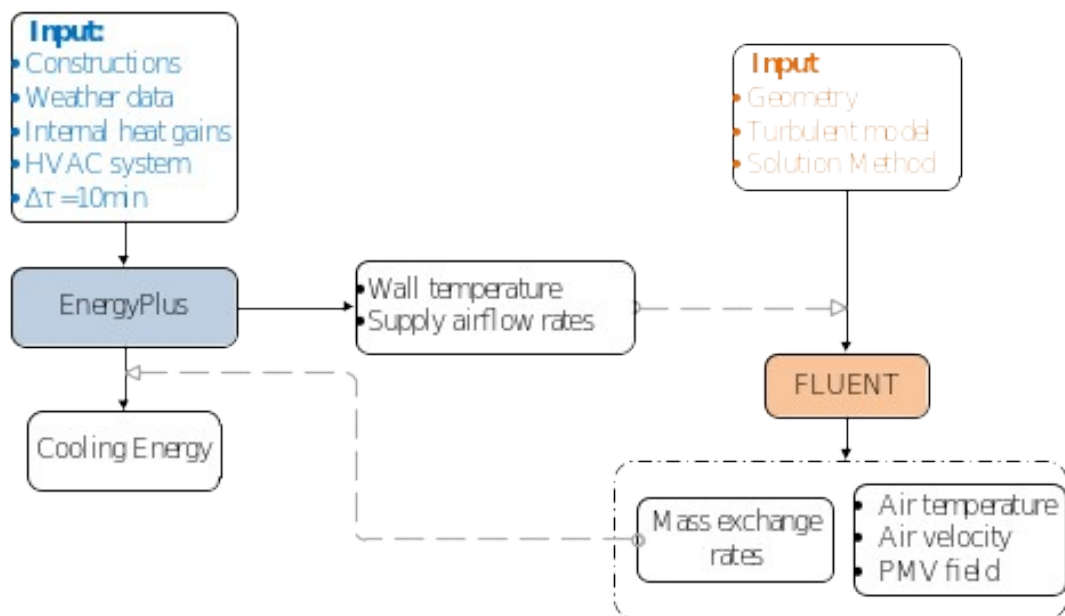 Input:
Constructions
Weather data
Internal heat gains
HVAC system
Δτ=10min
Input
Geometry
Turbulent model
Solution Method
EnergyPlus
Wall temperature
Supply airflow rates
FLUENT
Cooling Energy
Mass exchange
rates
Air temperature
Air velocity
PMV field